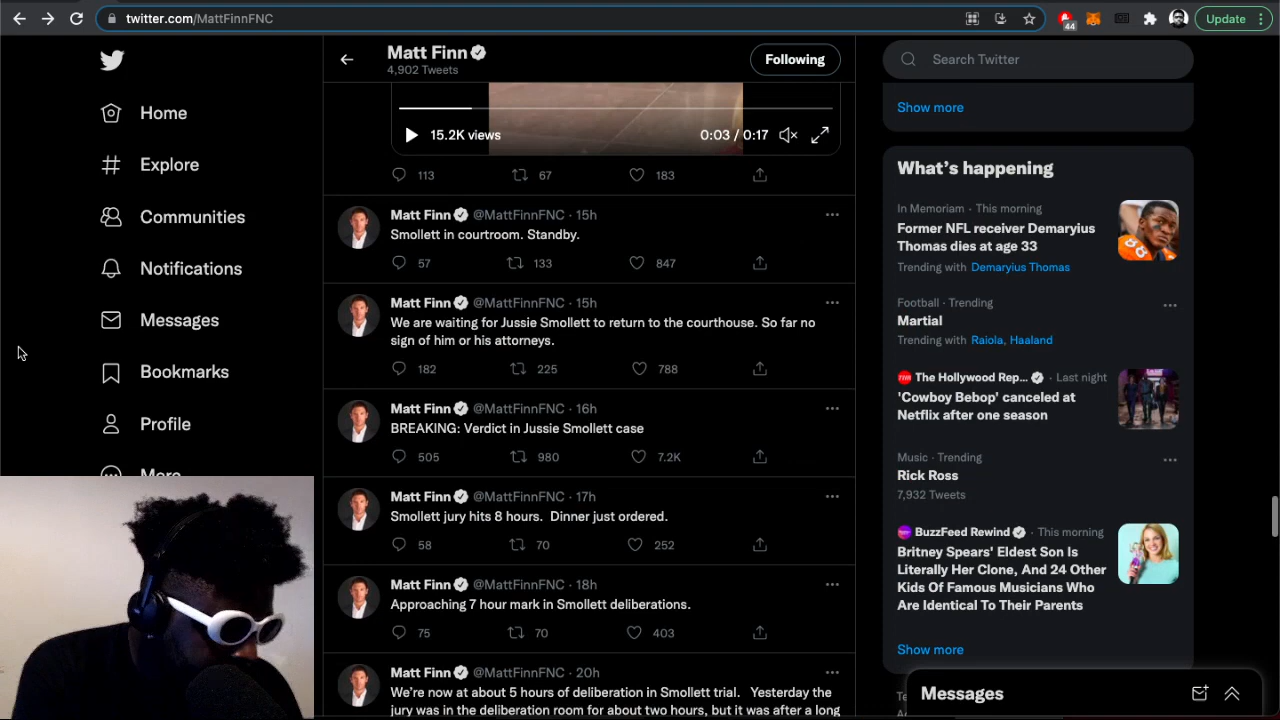 twitter.com/MattFinnFNC
44
Update
Home
Explore
Communities
Notifications
Messages
Bookmarks
Profile
More
Matt Finn
4,902 Tweets
Following
15.2K views
0:03 / 0:17
113 67 183
Matt Finn @MattFinnFNC · 15h
Smollett in courtroom. Standby.
57 133 847
Matt Finn @MattFinnFNC · 15h
We are waiting for Jussie Smollett to return to the courthouse. So far no
sign of him or his attorneys.
182 225 788
Matt Finn @MattFinnFNC · 16h
BREAKING: Verdict in Jussie Smollett case
505 980 7.2K
Matt Finn @MattFinnFNC · 17h
Smollett jury hits 8 hours. Dinner just ordered.
58 70 252
Matt Finn @MattFinnFNC · 18h
Approaching 7 hour mark in Smollett deliberations.
75 70 403
Matt Finn @MattFinnFNC · 20h
We're now at about 5 hours of deliberation in Smollett trial. Yesterday the
jury was in the deliberation room for about two hours, but it was after a long
Search Twitter
Show more
What's happening
In Memoriam · This morning
Former NFL receiver Demaryius
Thomas dies at age 33
Trending with Demaryius Thomas
Football · Trending
Martial
Trending with Raiola, Haaland
The Hollywood Rep... · Last night
'Cowboy Bebop' canceled at
Netflix after one season
Music · Trending
Rick Ross
7,932 Tweets
BuzzFeed Rewind · This morning
Britney Spears' Eldest Son Is
Literally Her Clone, And 24 Other
Kids Of Famous Musicians Who
Are Identical To Their Parents
Show more
Messages